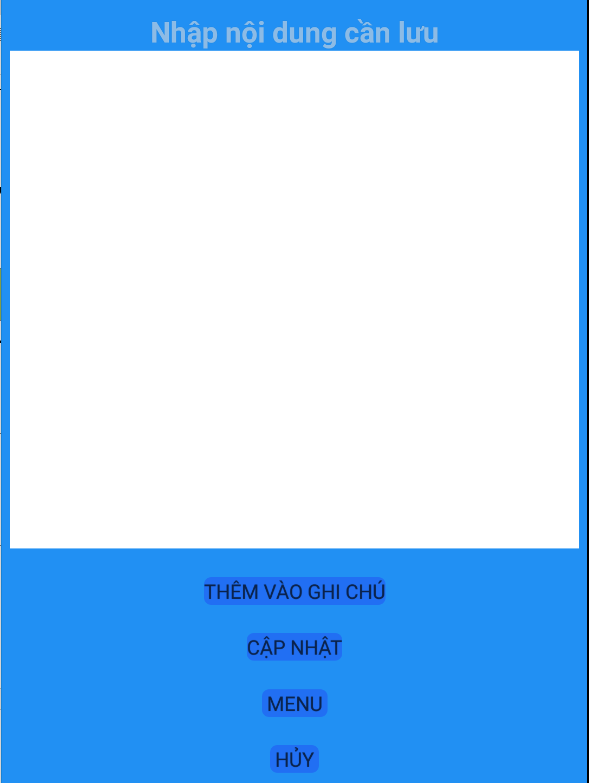 Nhập nội dung cần lưu
THÊM VÀO GHI CHÚ
CẬP NHẬT
MENU
HỦY